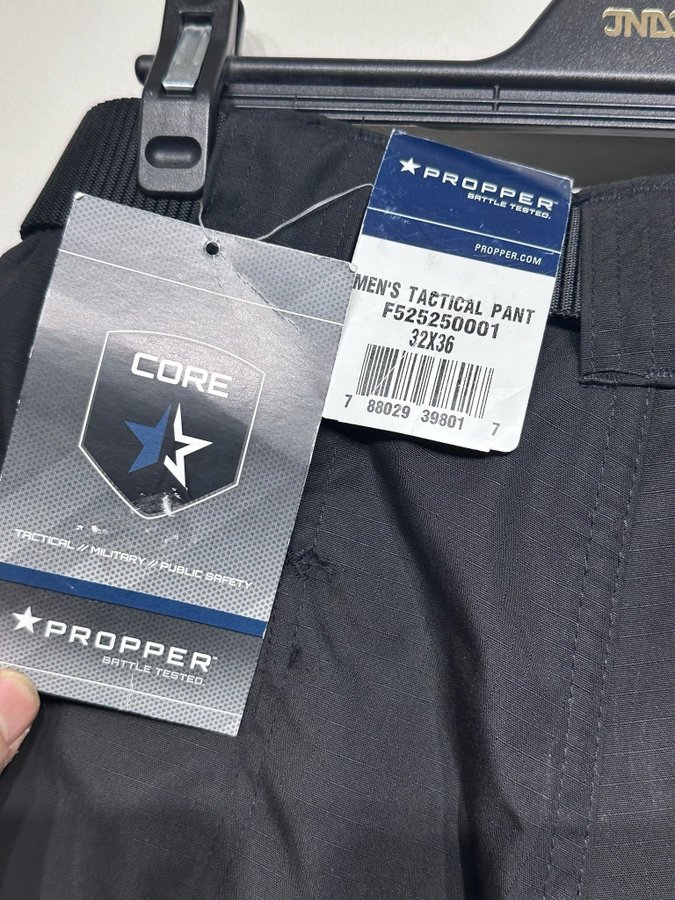 PROPPER
BATTLE TESTED.
PROPPER.COM
MEN'S TACTICAL PANT
F525250001
32X36
7 88029 39801 7
CORE
TACTICAL // MILITARY // PUBLIC SAFETY
PROPPER
BATTLE TESTED.